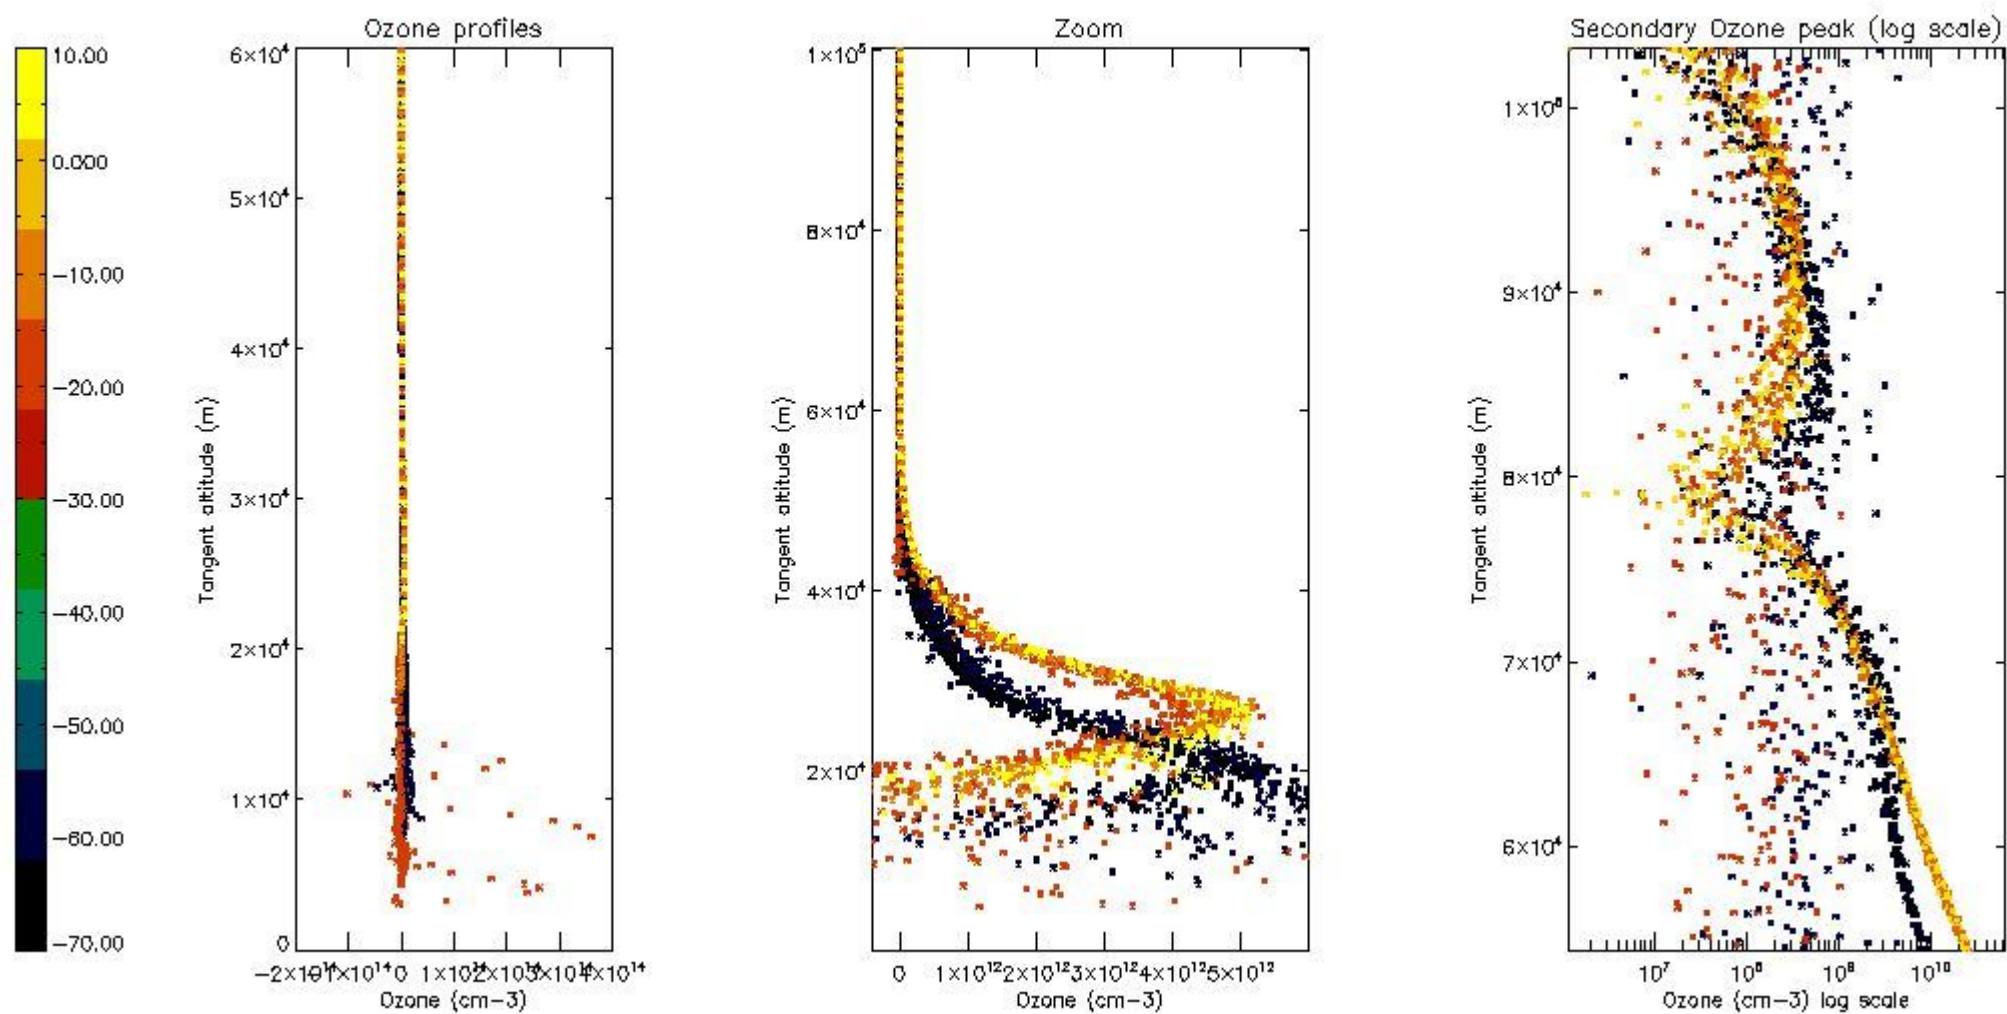 Ozone profiles
Zoom
Secondary Ozone peak (log scale)
10.00
0.000
−10.00
−20.00
−30.00
−40.00
−50.00
−60.00
−70.00
6×10⁴
5×10⁴
4×10⁴
3×10⁴
2×10⁴
1×10⁴
0
Tangent altitude (m)
0
4×10¹⁴
Ozone (cm−3)
1×10⁵
8×10⁴
6×10⁴
4×10⁴
2×10⁴
Tangent altitude (m)
0 1×10¹² 2×10¹² 3×10¹² 4×10¹² 5×10¹²
Ozone (cm−3)
1×10⁵
9×10⁴
8×10⁴
7×10⁴
6×10⁴
Tangent altitude (m)
10⁷ 10⁸ 10⁹ 10¹⁰
Ozone (cm−3) log scale